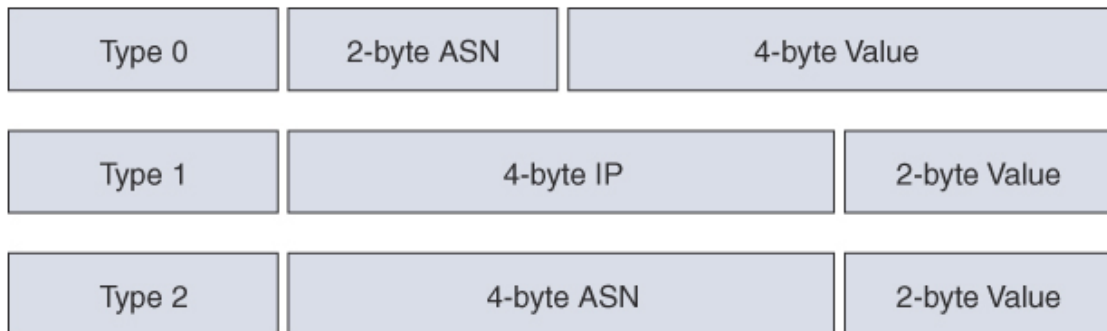 Type 0 2-byte ASN 4-byte Value
Type 1 4-byte IP 2-byte Value
Type 2 4-byte ASN 2-byte Value